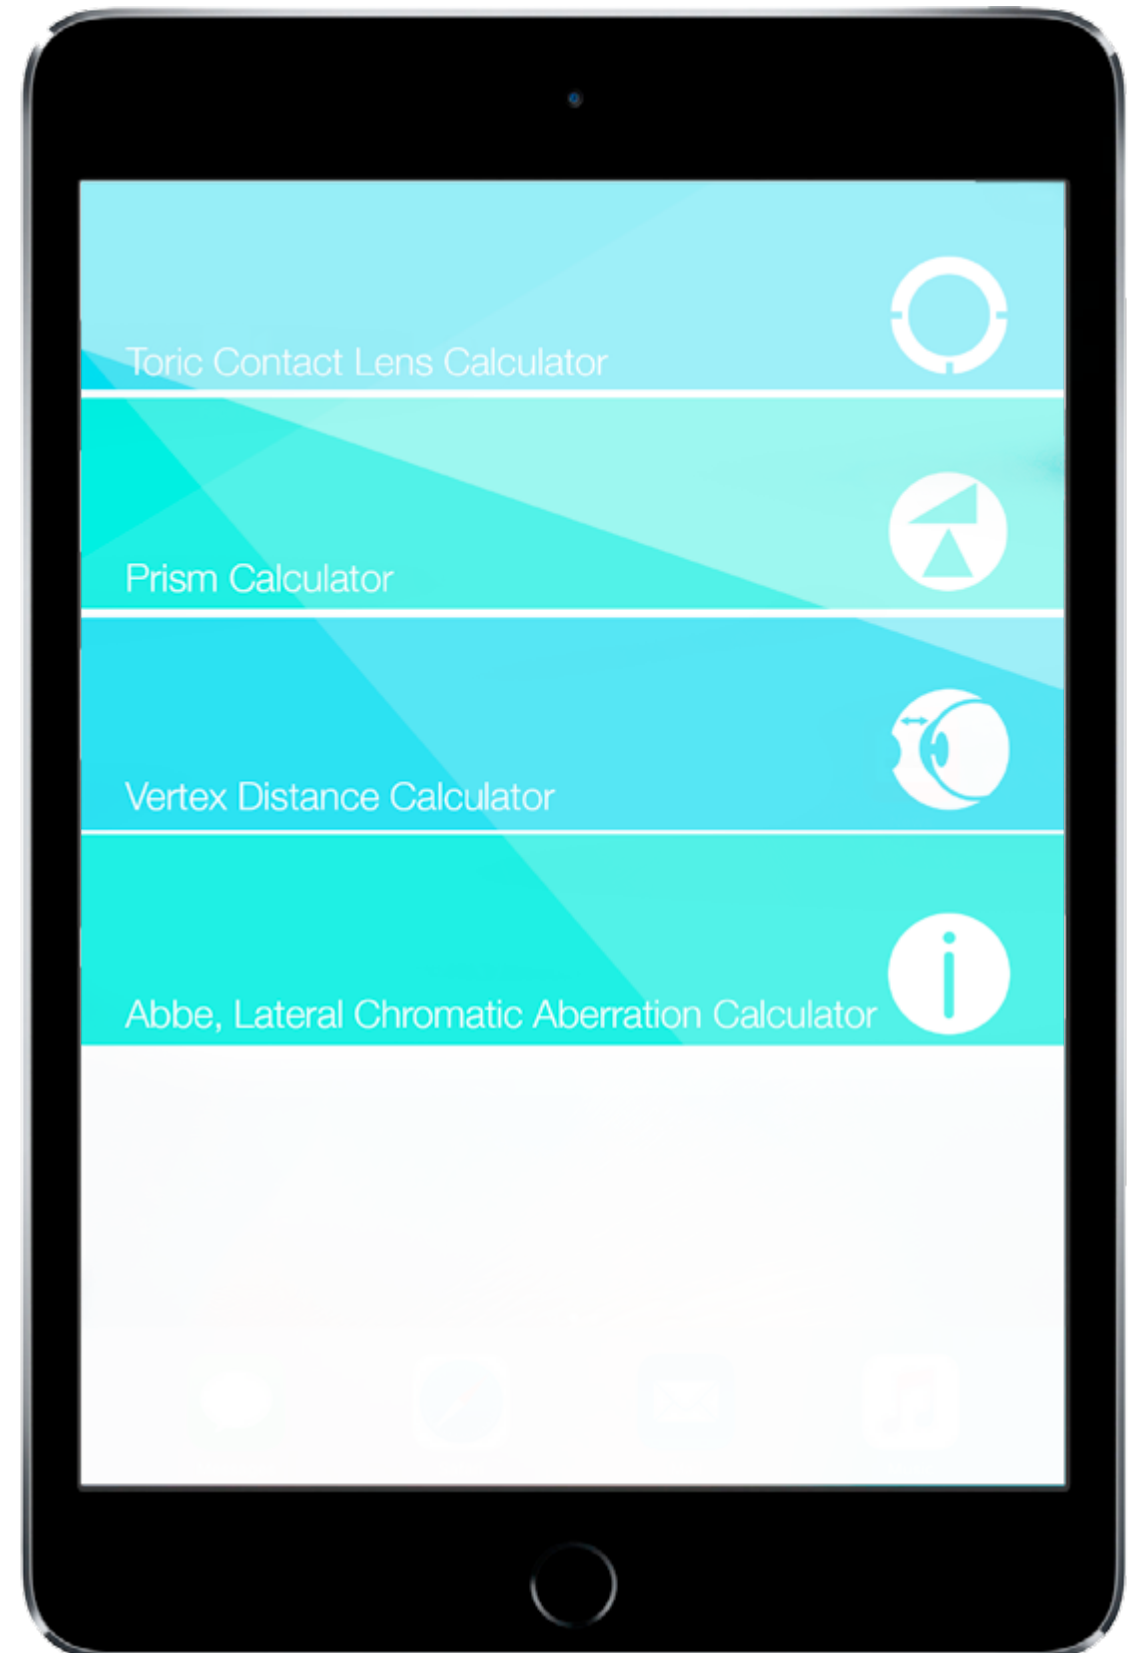 Toric Contact Lens Calculator
Prism Calculator
Vertex Distance Calculator
Abbe, Lateral Chromatic Aberration Calculator